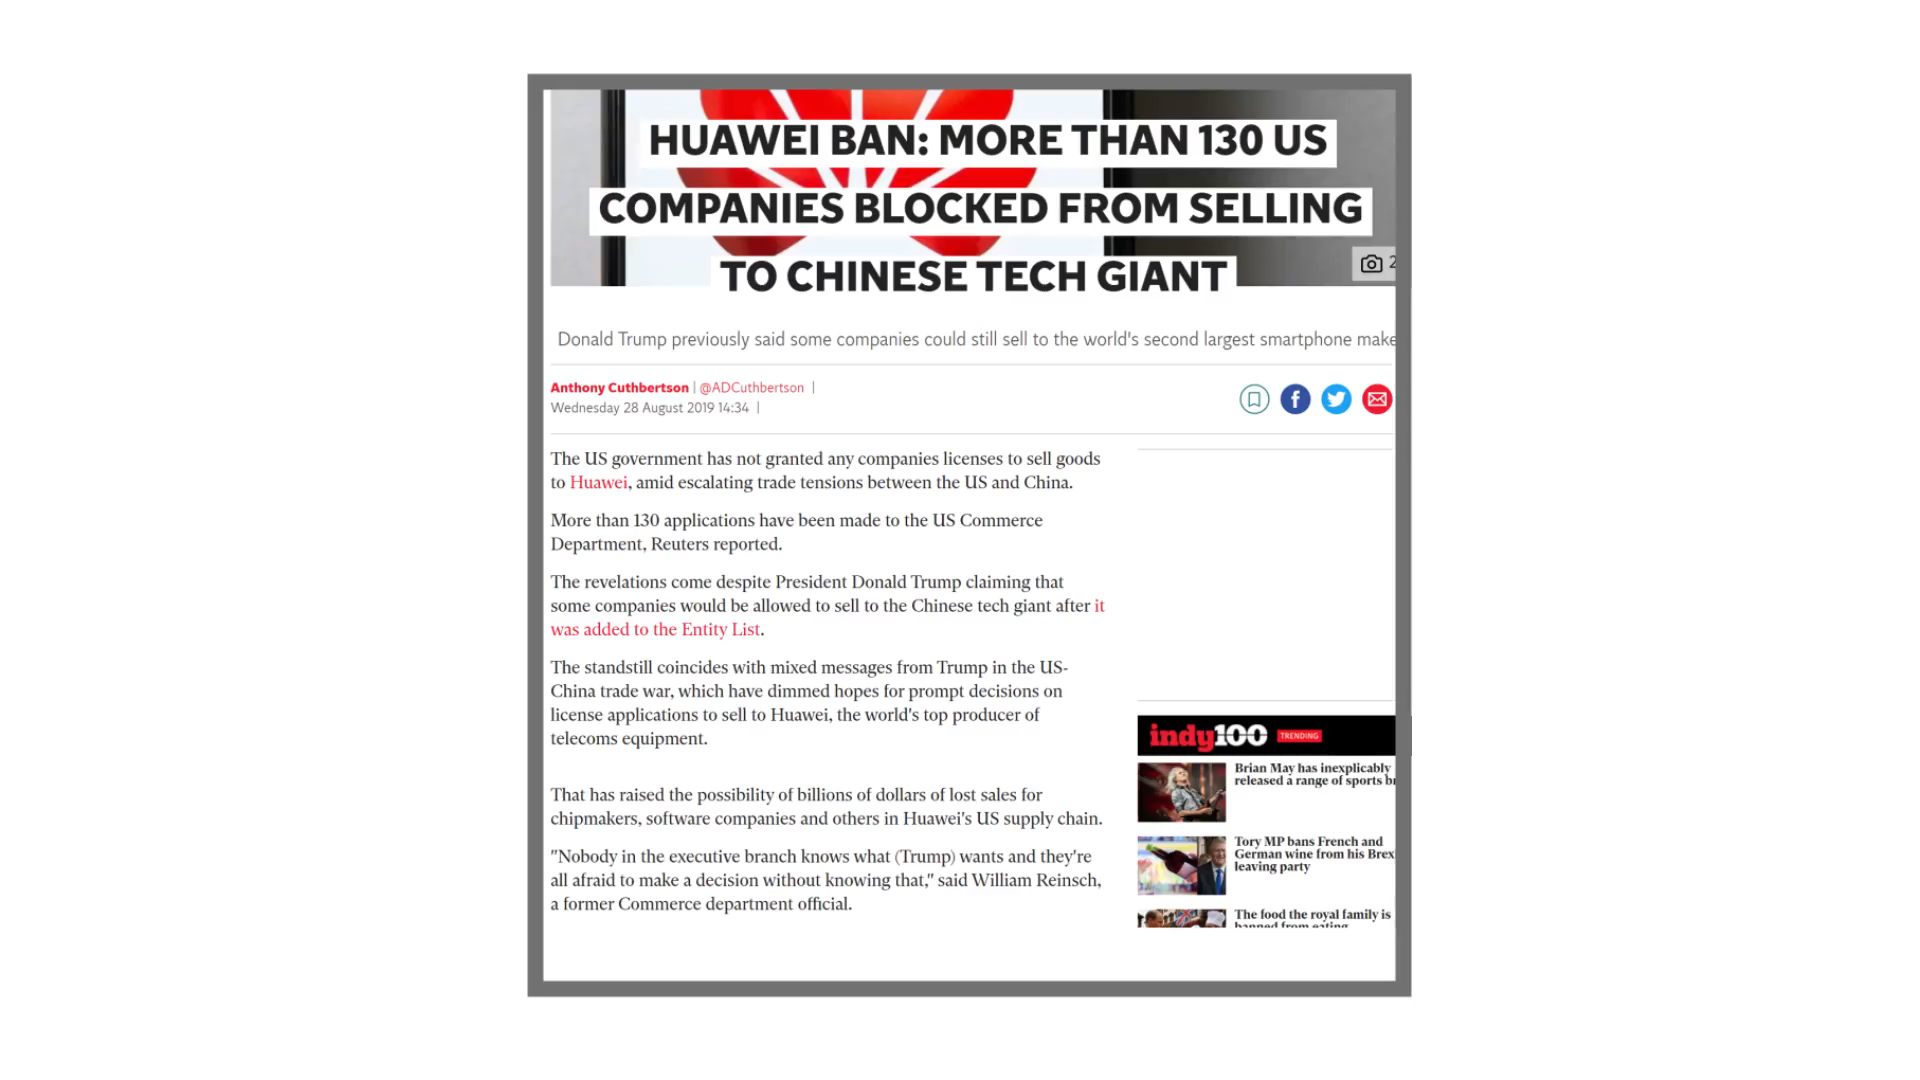 HUAWEI BAN: MORE THAN 130 US
COMPANIES BLOCKED FROM SELLING
TO CHINESE TECH GIANT
2
Donald Trump previously said some companies could still sell to the world's second largest smartphone make
Anthony Cuthbertson | @ADCuthbertson |
Wednesday 28 August 2019 14:34 |
The US government has not granted any companies licenses to sell goods
to Huawei, amid escalating trade tensions between the US and China.
More than 130 applications have been made to the US Commerce
Department, Reuters reported.
The revelations come despite President Donald Trump claiming that
some companies would be allowed to sell to the Chinese tech giant after it
was added to the Entity List.
The standstill coincides with mixed messages from Trump in the US-
China trade war, which have dimmed hopes for prompt decisions on
license applications to sell to Huawei, the world's top producer of
telecoms equipment.
That has raised the possibility of billions of dollars of lost sales for
chipmakers, software companies and others in Huawei's US supply chain.
"Nobody in the executive branch knows what (Trump) wants and they're
all afraid to make a decision without knowing that," said William Reinsch,
a former Commerce department official.
indy100 TRENDING
Brian May has inexplicably
released a range of sports br
Tory MP bans French and
German wine from his Brex
leaving party
The food the royal family is
banned from eating